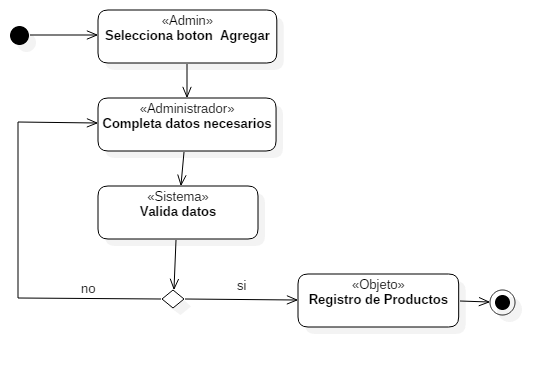 «Admin»
Selecciona boton  Agregar
«Administrador»
Completa datos necesarios
«Sistema»
Valida datos
no
si
«Objeto»
Registro de Productos